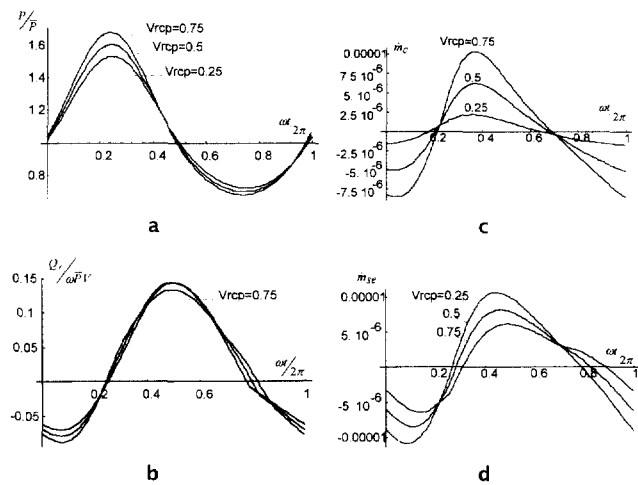 P/P̄
1.6
1.4
1.2
1
0.8
Vrcp=0.75
Vrcp=0.5
Vrcp=0.25
0.2
0.4
0.6
0.8
1
ωt/2π
a
ṁc
0.00001
7.5 10-6
5. 10-6
2.5 10-6
-2.5 10-6
-5. 10-6
-7.5 10-6
Vrcp=0.75
0.5
0.25
0.2
0.4
0.6
0.8
1
ωt/2π
c
/ωP̄V
0.15
0.1
0.05
-0.05
Vrcp=0.75
0.2
0.4
0.6
0.8
1
ωt/2π
b
ṁse
0.00001
5 10-6
-5 10-6
-0.00001
Vrcp=0.25
0.5
0.75
0.2
0.4
0.6
0.8
1
ωt/2π
d